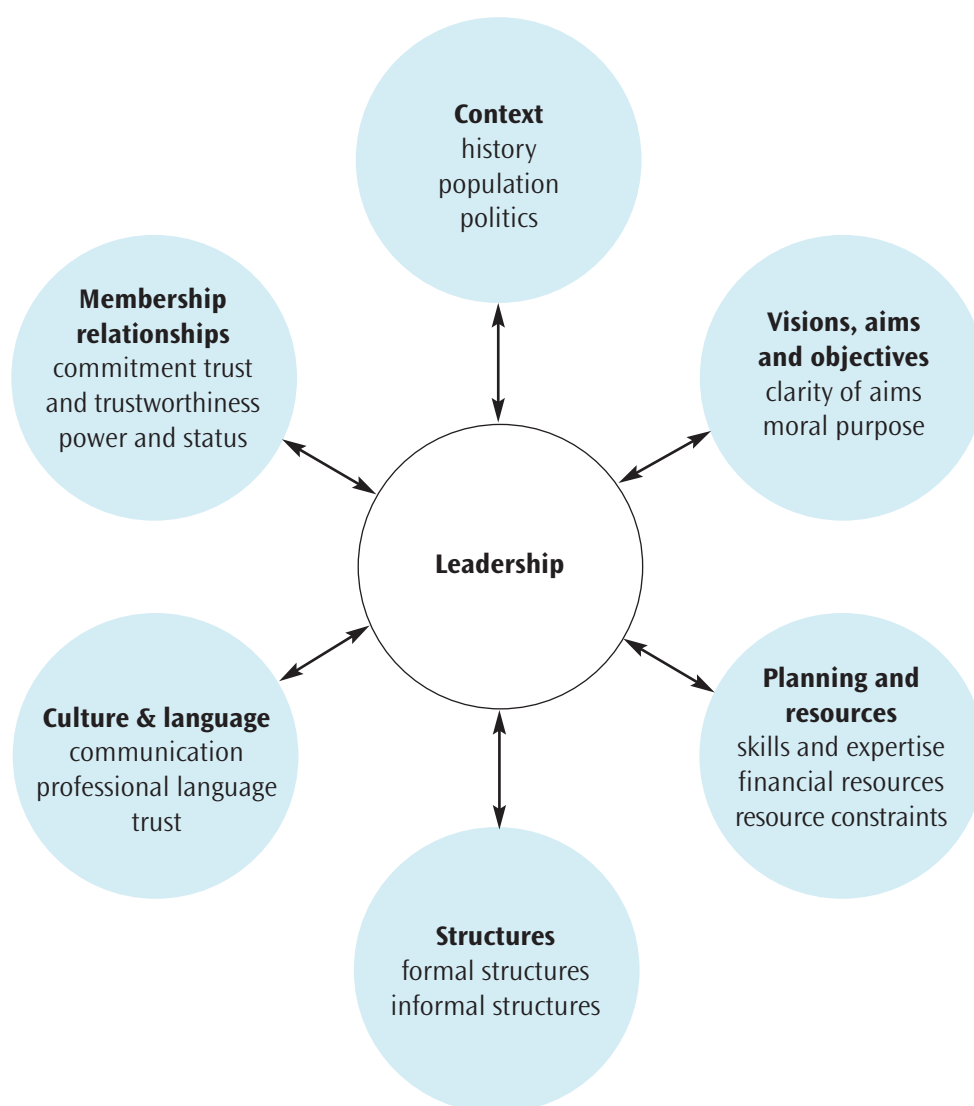 Context
history
population
politics
Membership
relationships
commitment trust
and trustworthiness
power and status
Visions, aims
and objectives
clarity of aims
moral purpose
Leadership
Culture & language
communication
professional language
trust
Planning and
resources
skills and expertise
financial resources
resource constraints
Structures
formal structures
informal structures